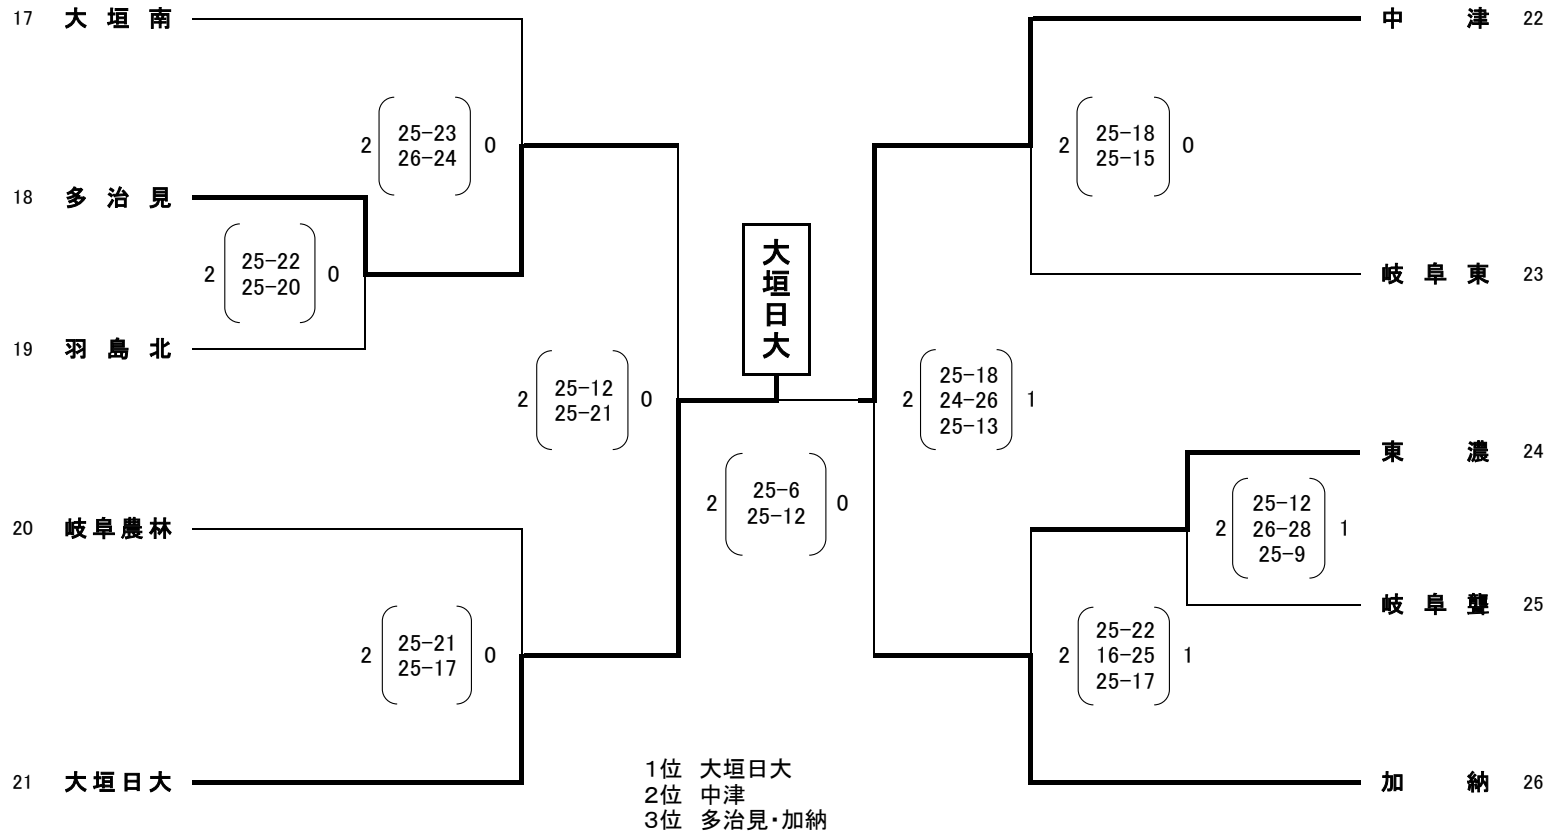 17 大垣南
2 25-23 0
26-24
18 多治見
2 25-22 0
25-20
19 羽島北
2 25-12 0
25-21
20 岐阜農林
2 25-21 0
25-17
21 大垣日大
大垣日大
2 25-6 0
25-12
中津 22
2 25-18 0
25-15
岐阜東 23
2 25-18 1
24-26
25-13
東濃 24
2 25-12 1
26-28
25-9
岐阜聾 25
2 25-22 1
16-25
25-17
加納 26
1位 大垣日大
2位 中津
3位 多治見・加納